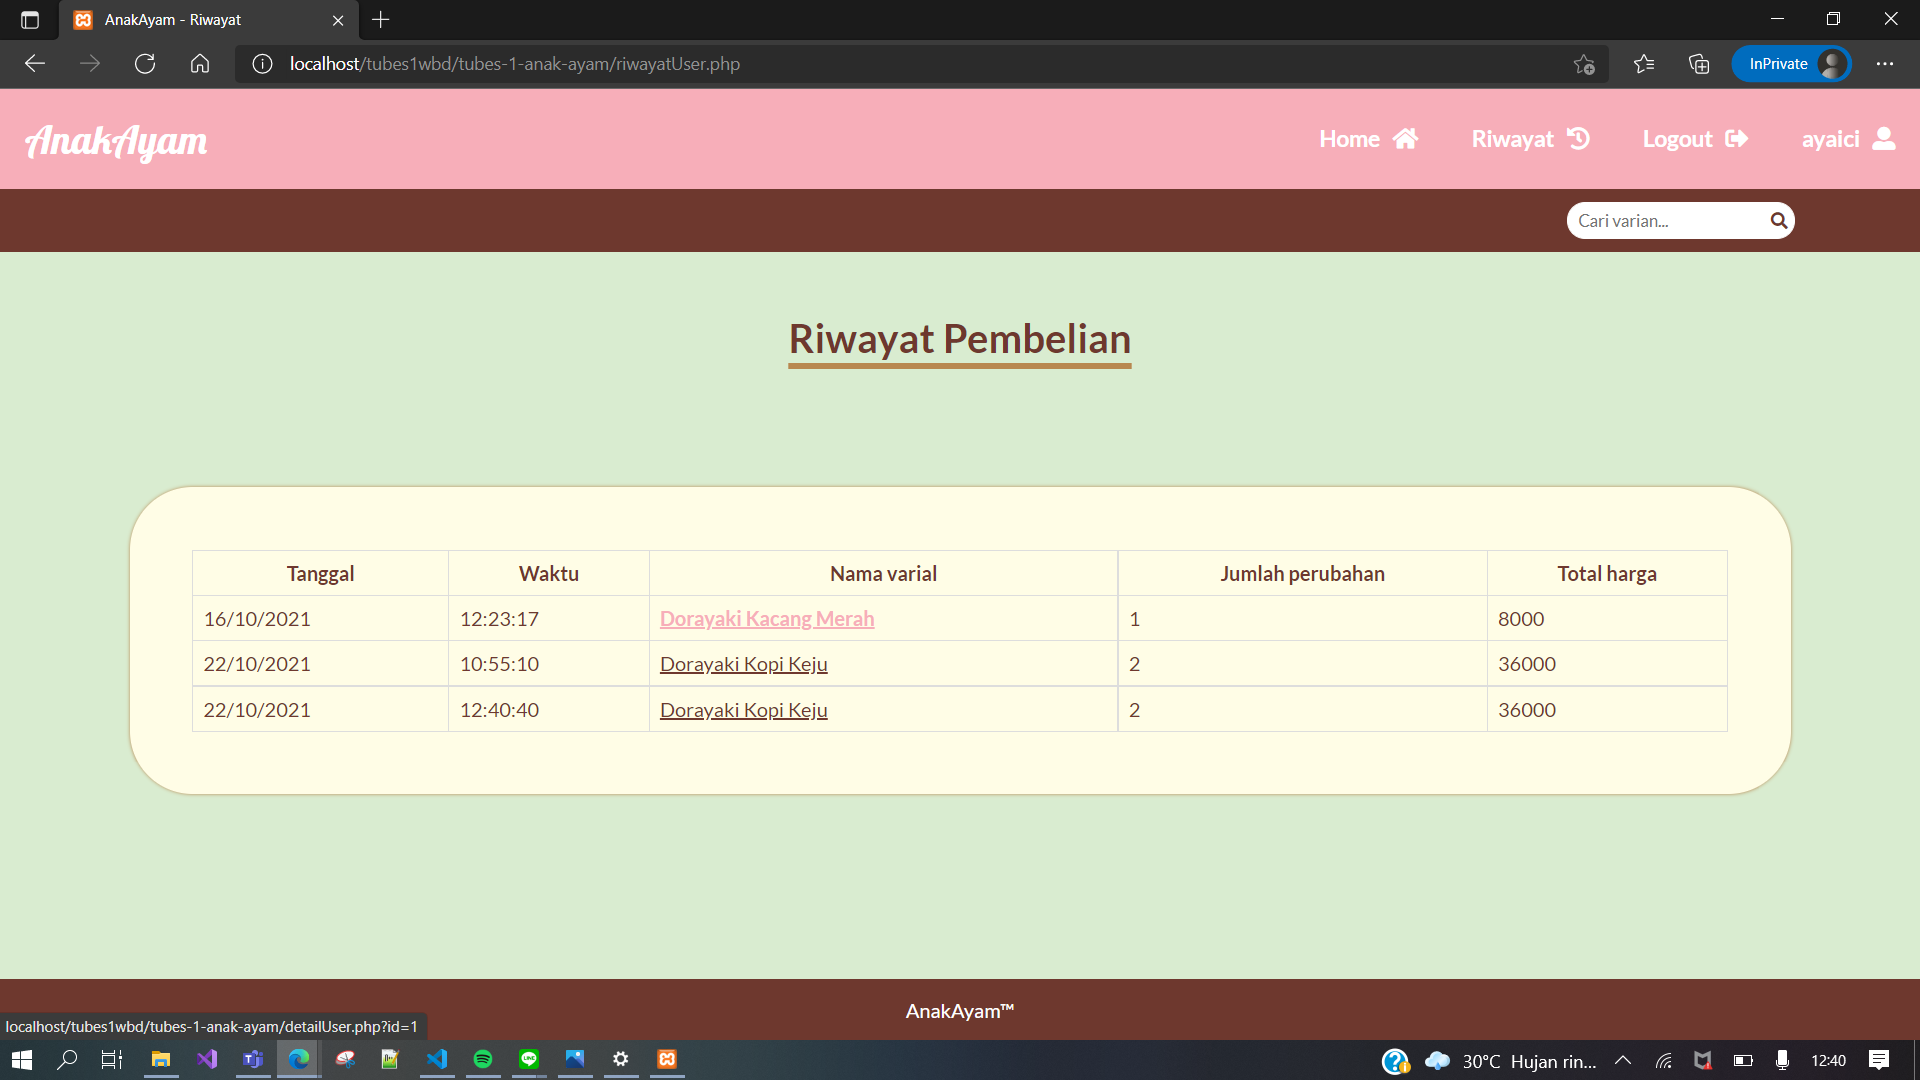 AnakAyam - Riwayat
localhost/tubes1wbd/tubes-1-anak-ayam/riwayatUser.php
InPrivate
AnakAyam
Home
Riwayat
Logout
ayaici
Cari varian...
Riwayat Pembelian
Tanggal Waktu Nama varial Jumlah perubahan Total harga
16/10/2021 12:23:17 Dorayaki Kacang Merah 1 8000
22/10/2021 10:55:10 Dorayaki Kopi Keju 2 36000
22/10/2021 12:40:40 Dorayaki Kopi Keju 2 36000
AnakAyam™
localhost/tubes1wbd/tubes-1-anak-ayam/detailUser.php?id=1
30°C Hujan rin...
12:40